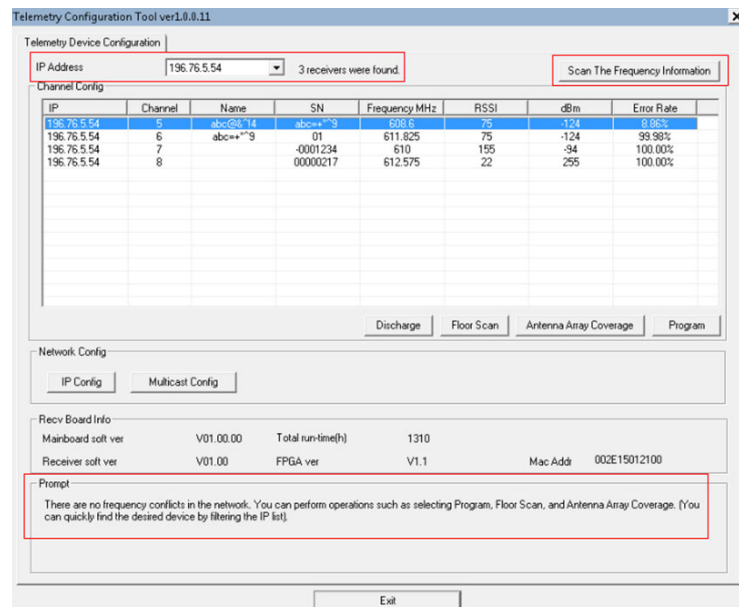 Telemetry Configuration Tool ver1.0.0.11
Telemetry Device Configuration
IP Address 196.76.5.54 3 receivers were found. Scan The Frequency Information
Channel Config
IP Channel Name SN Frequency MHz RSSI dBm Error Rate
196.76.5.54 5 abc@&^14 abc=+"^9 608.6 75 -124 8.86%
196.76.5.54 6 abc=+"^9 01 611.825 75 -124 99.98%
196.76.5.54 7 -0001234 610 155 -94 100.00%
196.76.5.54 8 00000217 612.575 22 255 100.00%
Discharge Floor Scan Antenna Array Coverage Program
Network Config
IP Config Multicast Config
Recv Board Info
Mainboard soft ver V01.00.00 Total run-time(h) 1310
Receiver soft ver V01.00 FPGA ver V1.1 Mac Addr 002E15012100
Prompt
There are no frequency conflicts in the network. You can perform operations such as selecting Program, Floor Scan, and Antenna Array Coverage. (You
can quickly find the desired device by filtering the IP list).
Exit